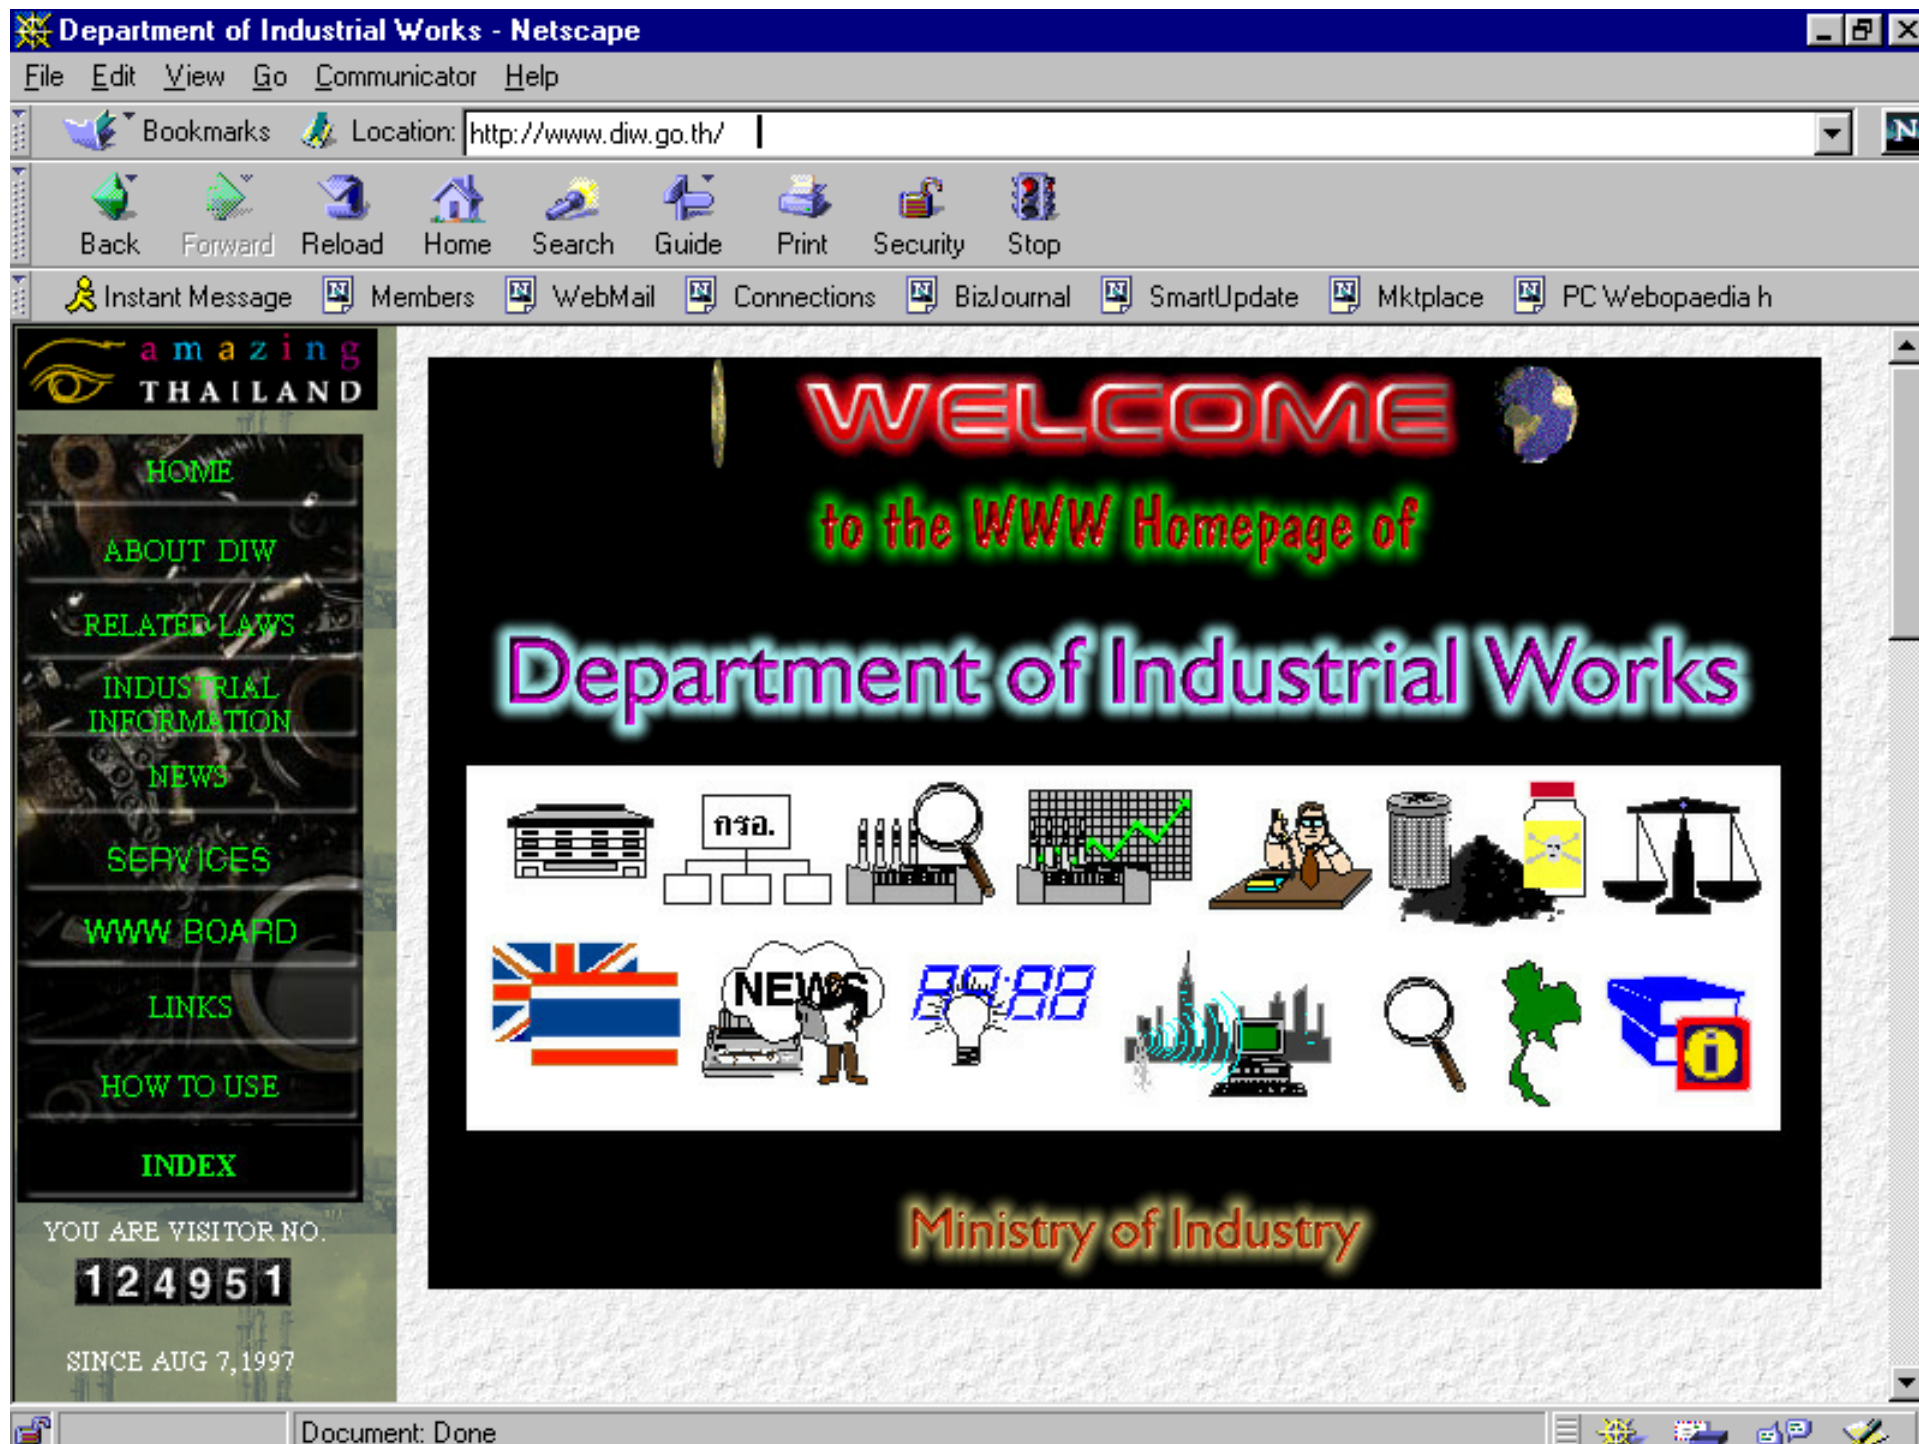 Department of Industrial Works - Netscape
File Edit View Go Communicator Help
Bookmarks Location: http://www.diw.go.th/
N
Back Forward Reload Home Search Guide Print Security Stop
Instant Message Members WebMail Connections BizJournal SmartUpdate Mktplace PC Webopaedia h
amazing
THAILAND
HOME
ABOUT DIW
RELATED LAWS
INDUSTRIAL
INFORMATION
NEWS
SERVICES
WWW BOARD
LINKS
HOW TO USE
INDEX
YOU ARE VISITOR NO.
124951
SINCE AUG 7,1997
WELCOME
to the WWW Homepage of
Department of Industrial Works
กรอ.
NEWS
Ministry of Industry
Document: Done